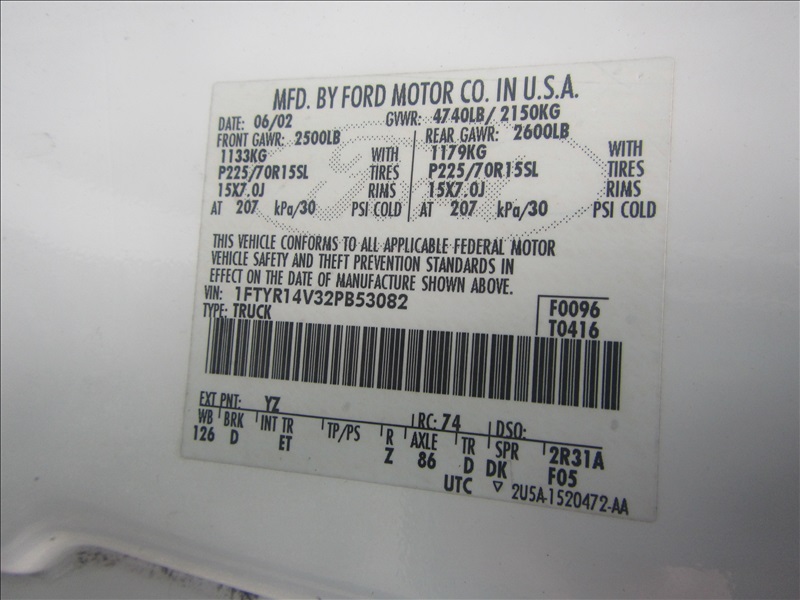 MFD. BY FORD MOTOR CO. IN U.S.A.
DATE: 06/02 GVWR: 4740LB/ 2150KG
FRONT GAWR: 2500LB REAR GAWR: 2600LB
1133KG WITH 1179KG WITH
P225/70R15SL TIRES P225/70R15SL TIRES
15X7.0J RIMS 15X7.0J RIMS
AT 207 kPa/30 PSI COLD AT 207 kPa/30 PSI COLD
THIS VEHICLE CONFORMS TO ALL APPLICABLE FEDERAL MOTOR
VEHICLE SAFETY AND THEFT PREVENTION STANDARDS IN
EFFECT ON THE DATE OF MANUFACTURE SHOWN ABOVE.
VIN: 1FTYR14V32PB53082
TYPE: TRUCK
F0096
T0416
EXT PNT: YZ RC: 74 DSO:
WB BRK INT TR TP/PS R AXLE TR SPR 2R31A
126 D ET Z 86 D DK F05
UTC ▽ 2U5A-1520472-AA